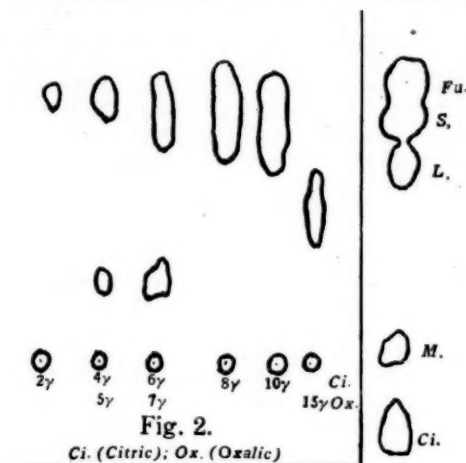 Fu.
S.
L.
M.
2γ 4γ 6γ 8γ 10γ Ci.
5γ 7γ 15γ Ox.
Ci.
Fig. 2.
Ci. (Citric); Ox. (Oxalic)